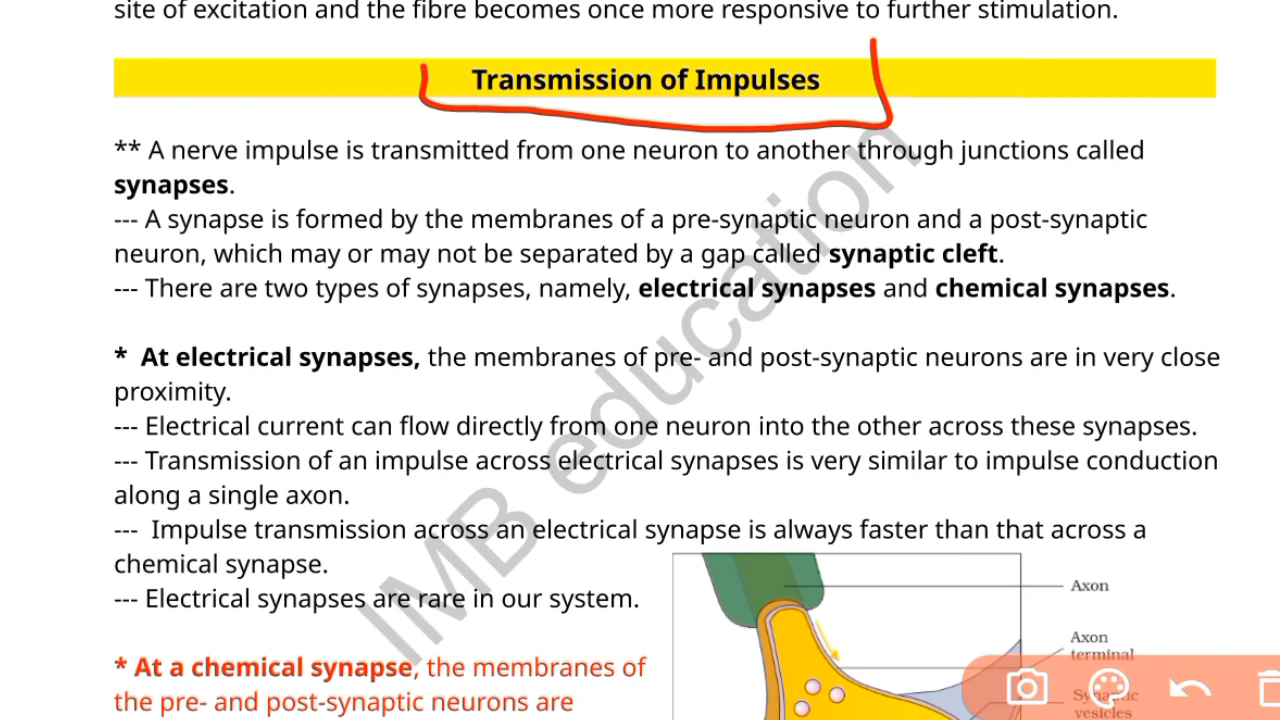 site of excitation and the fibre becomes once more responsive to further stimulation.
Transmission of Impulses
** A nerve impulse is transmitted from one neuron to another through junctions called
synapses.
--- A synapse is formed by the membranes of a pre-synaptic neuron and a post-synaptic
neuron, which may or may not be separated by a gap called synaptic cleft.
--- There are two types of synapses, namely, electrical synapses and chemical synapses.
* At electrical synapses, the membranes of pre- and post-synaptic neurons are in very close
proximity.
--- Electrical current can flow directly from one neuron into the other across these synapses.
--- Transmission of an impulse across electrical synapses is very similar to impulse conduction
along a single axon.
--- Impulse transmission across an electrical synapse is always faster than that across a
chemical synapse.
--- Electrical synapses are rare in our system.
* At a chemical synapse, the membranes of
the pre- and post-synaptic neurons are
Axon
Axon
terminal
Synaptic
vesicles
IMB education